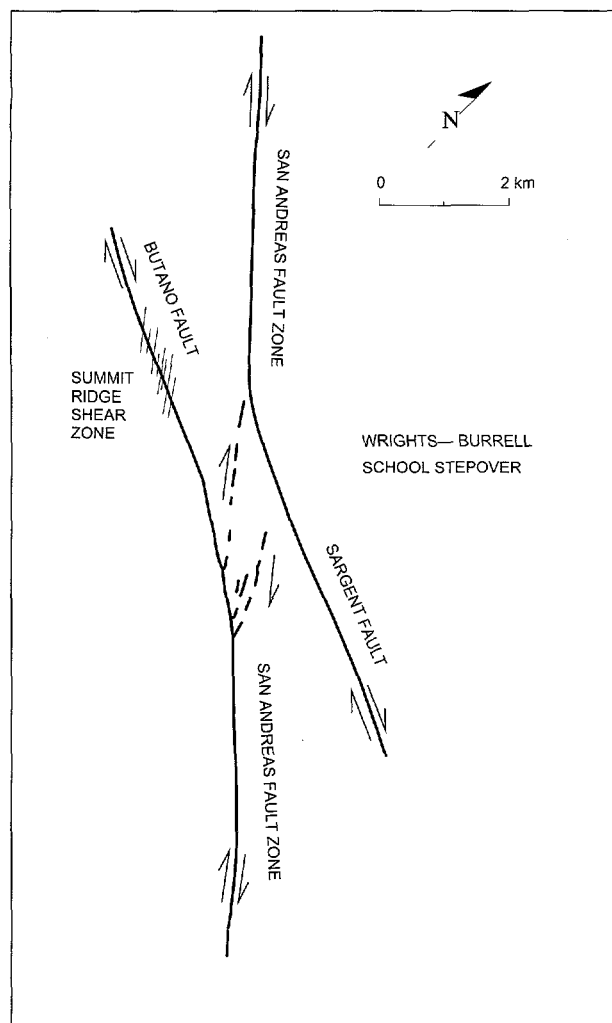 N
0 2 km
SAN ANDREAS FAULT ZONE
BUTANO FAULT
SUMMIT
RIDGE
SHEAR
ZONE
WRIGHTS— BURRELL
SCHOOL STEPOVER
SARGENT FAULT
SAN ANDREAS FAULT ZONE